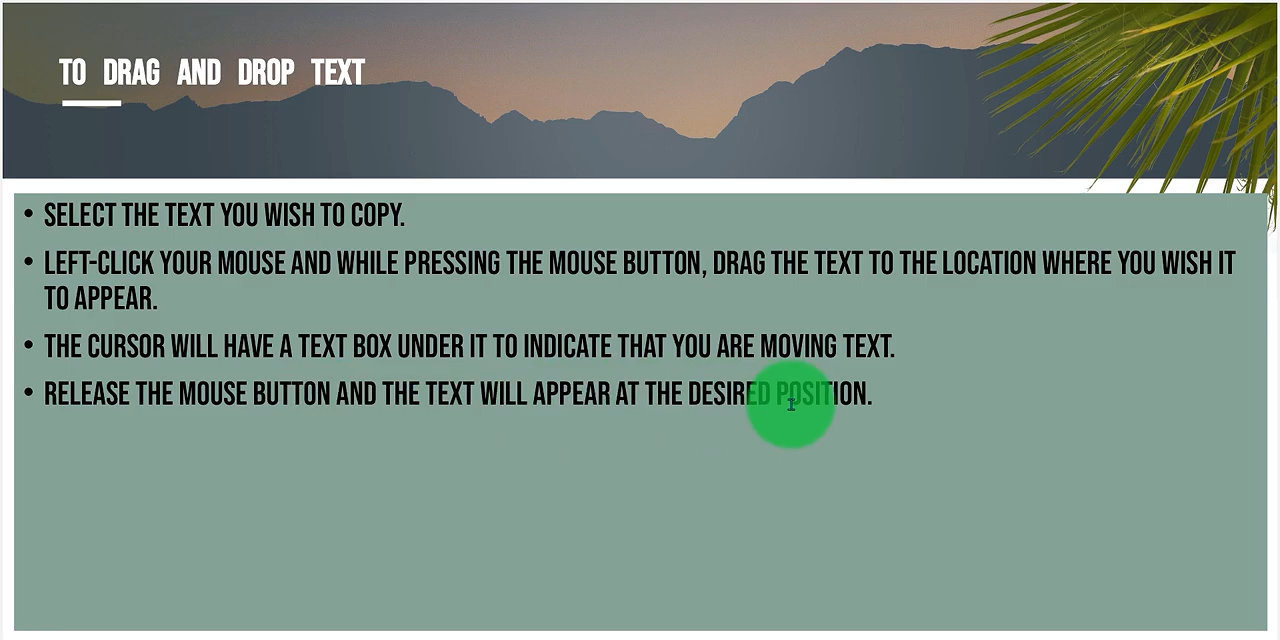 TO DRAG AND DROP TEXT
• SELECT THE TEXT YOU WISH TO COPY.
• LEFT-CLICK YOUR MOUSE AND WHILE PRESSING THE MOUSE BUTTON, DRAG THE TEXT TO THE LOCATION WHERE YOU WISH IT
TO APPEAR.
• THE CURSOR WILL HAVE A TEXT BOX UNDER IT TO INDICATE THAT YOU ARE MOVING TEXT.
• RELEASE THE MOUSE BUTTON AND THE TEXT WILL APPEAR AT THE DESIRED POSITION.